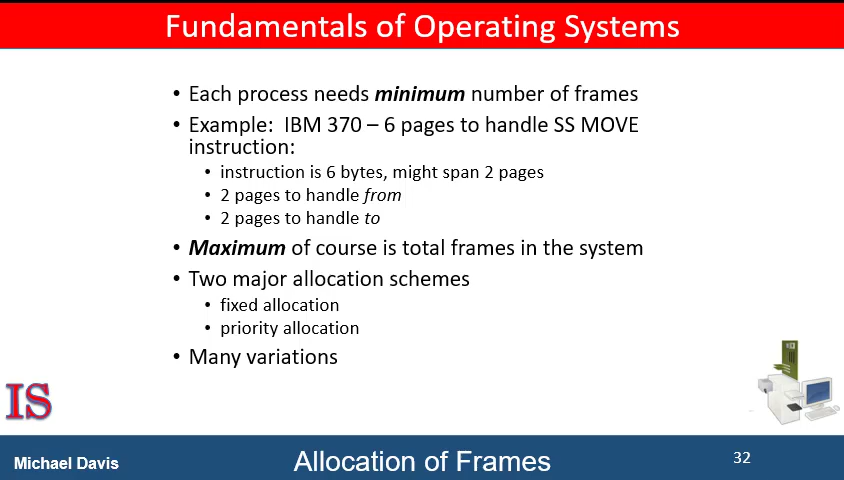 Fundamentals of Operating Systems
• Each process needs minimum number of frames
• Example:  IBM 370 – 6 pages to handle SS MOVE
instruction:
• instruction is 6 bytes, might span 2 pages
• 2 pages to handle from
• 2 pages to handle to
• Maximum of course is total frames in the system
• Two major allocation schemes
• fixed allocation
• priority allocation
• Many variations
IS
Michael Davis
Allocation of Frames
32